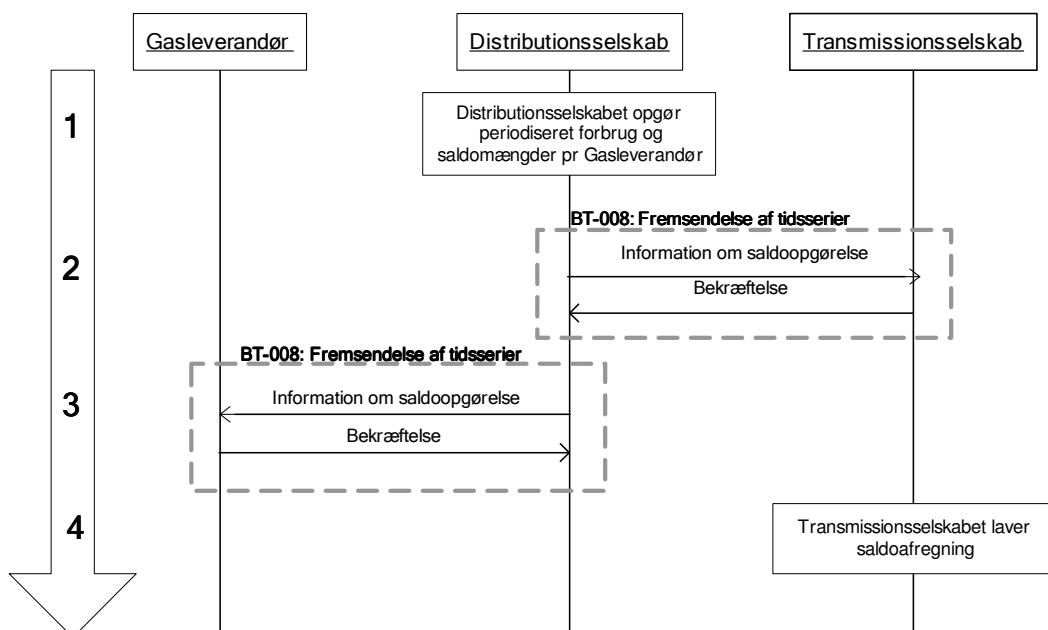 Gasleverandør
Distributionsselskab
Transmissionsselskab
1
Distributionsselskabet opgør
periodiseret forbrug og
saldomængder pr Gasleverandør
BT-008: Fremsendelse af tidsserier
2
Information om saldoopgørelse
Bekræftelse
BT-008: Fremsendelse af tidsserier
3
Information om saldoopgørelse
Bekræftelse
4
Transmissionsselskabet laver
saldoafregning